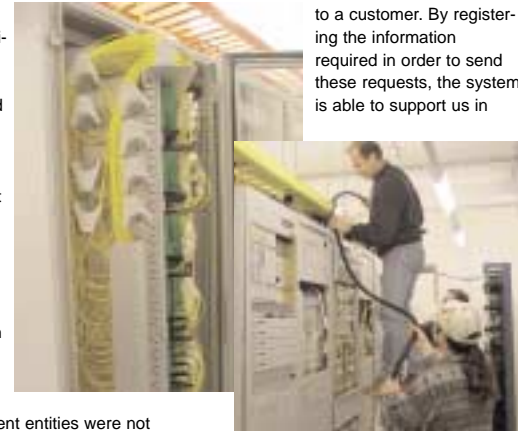 to a customer. By register-
ing the information
required in order to send
these requests, the system
is able to support us in
ent entities were not